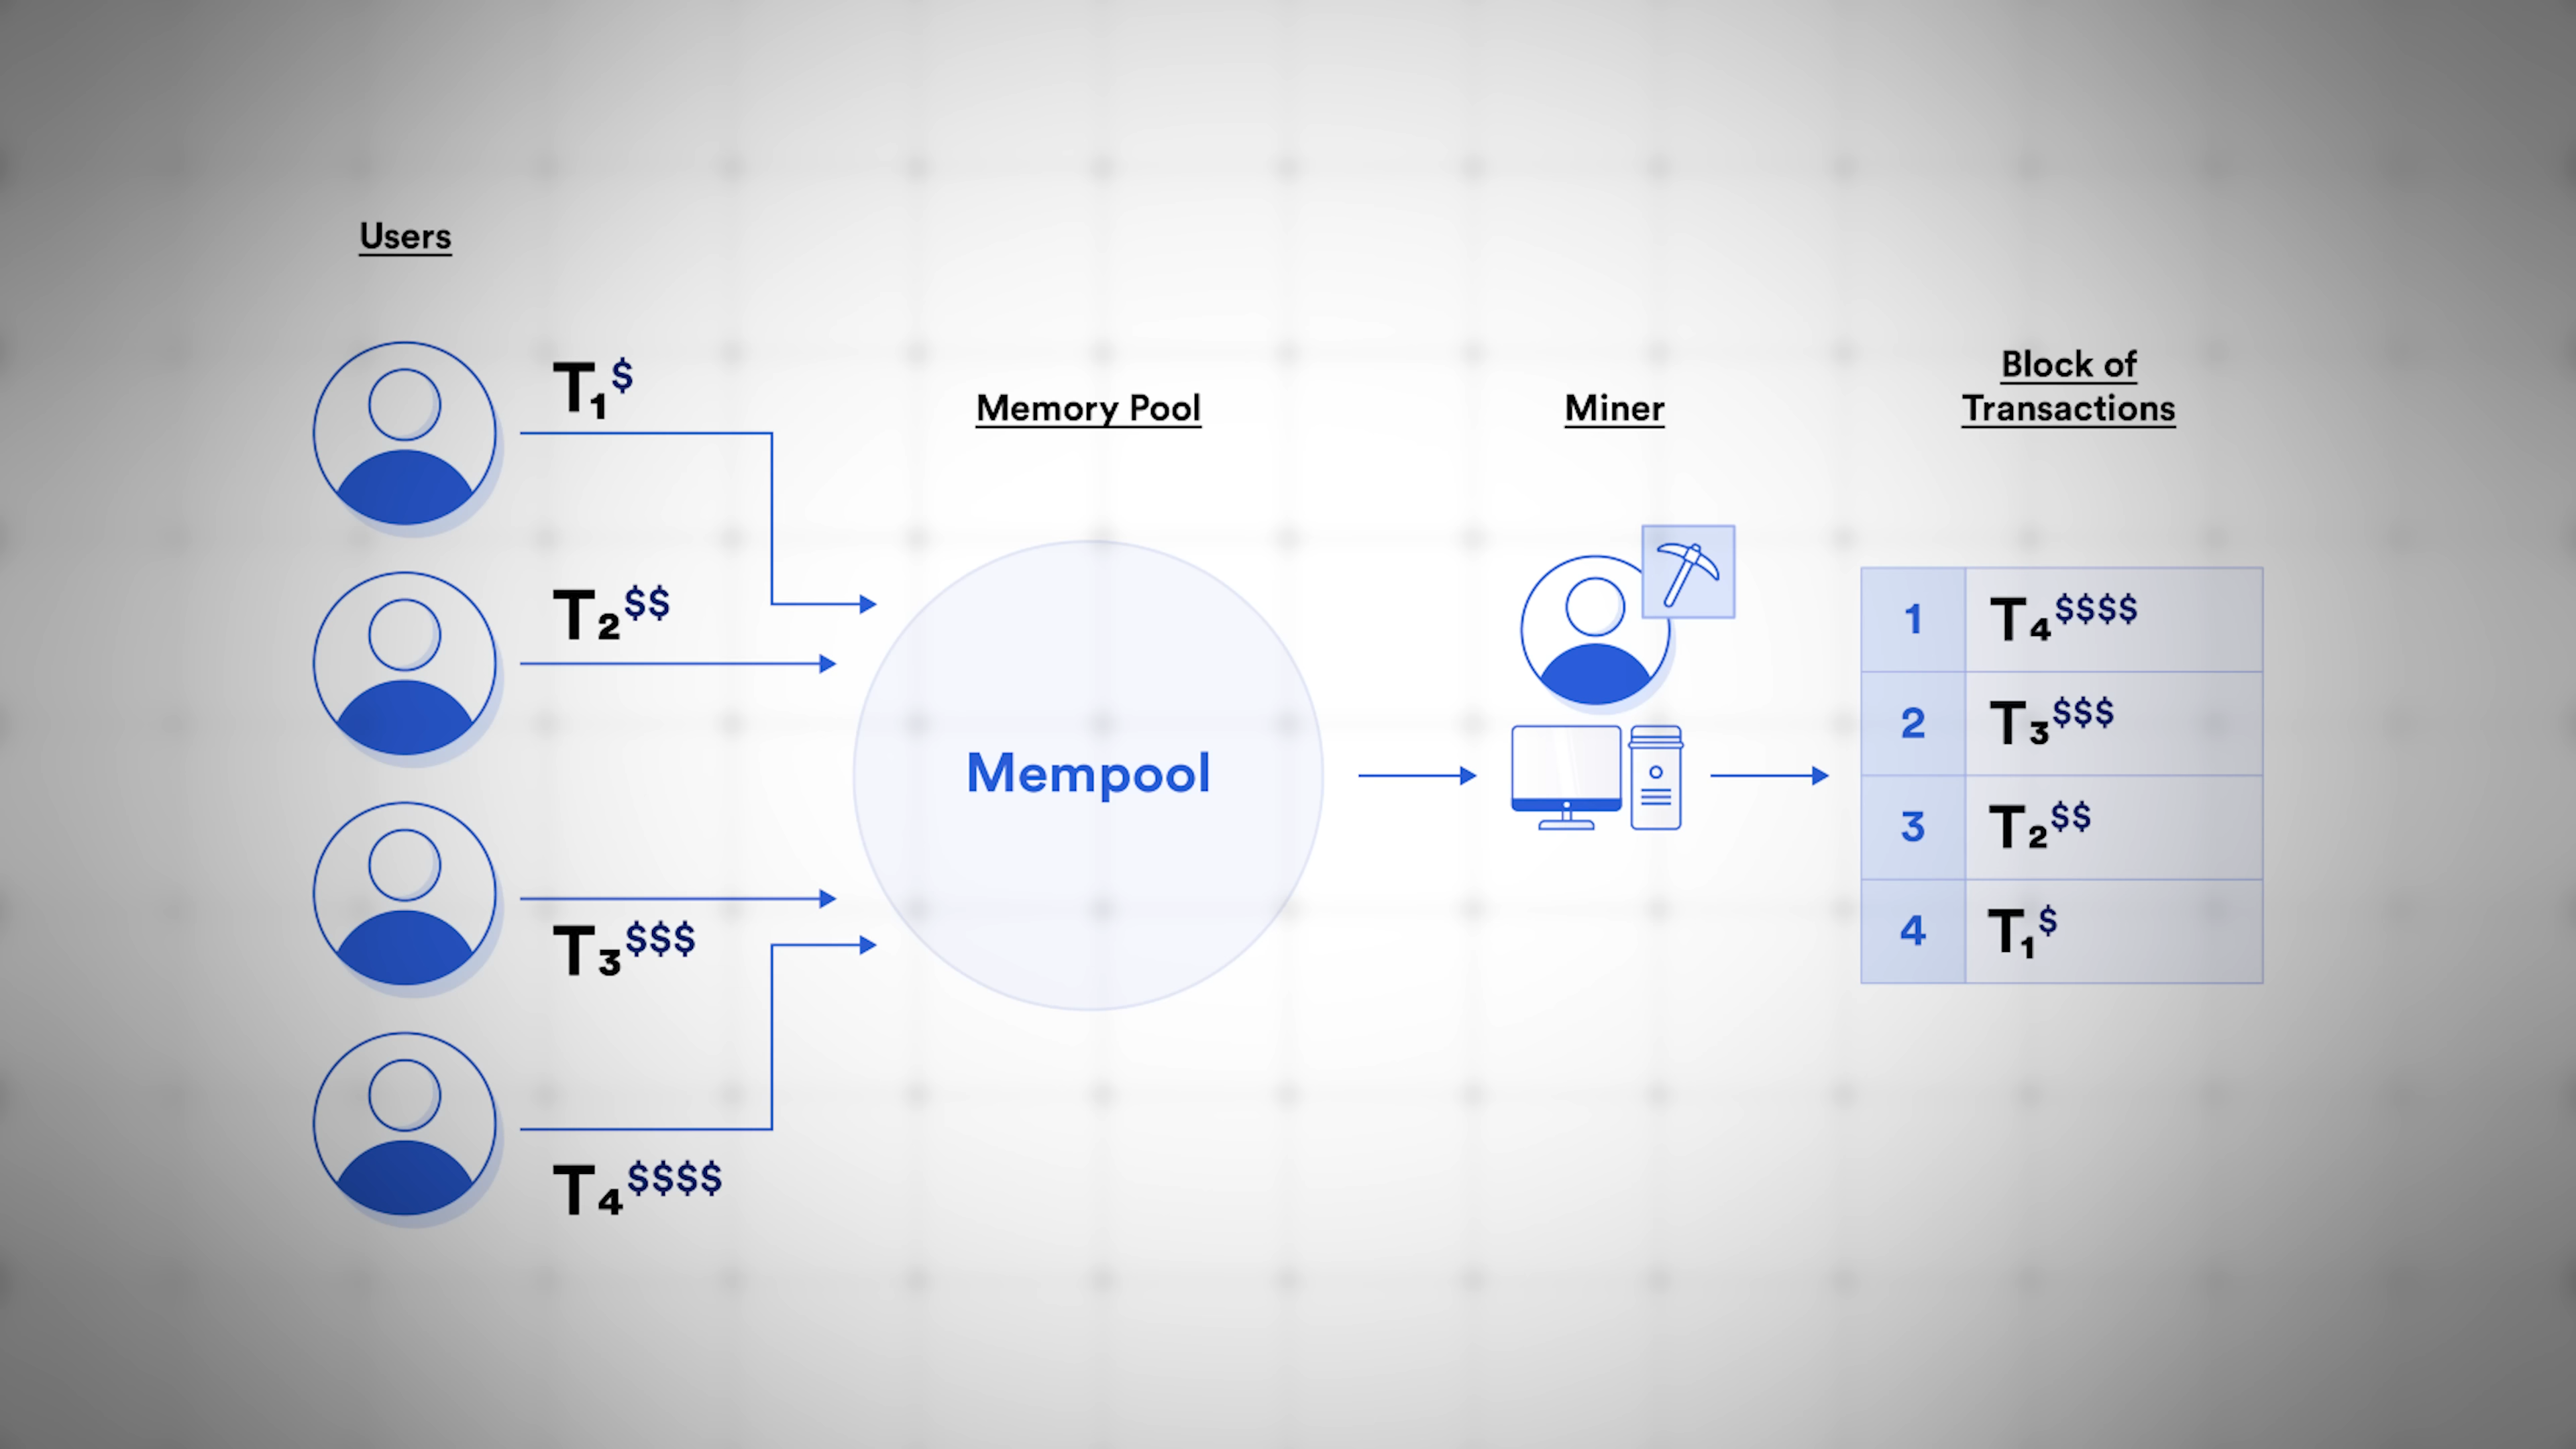 Users
T₁$
T₂$$
T₃$$$
T₄$$$$
Memory Pool
Mempool
Miner
Block of
Transactions
1 T₄$$$$
2 T₃$$$
3 T₂$$
4 T₁$